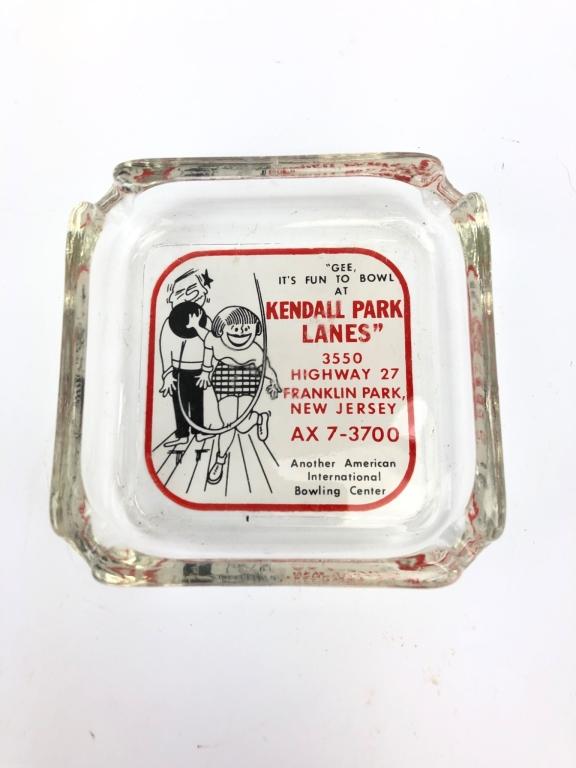 "GEE,
IT'S FUN TO BOWL
AT
KENDALL PARK
LANES"
3550
HIGHWAY 27
FRANKLIN PARK,
NEW JERSEY
AX 7-3700
Another American
International
Bowling Center